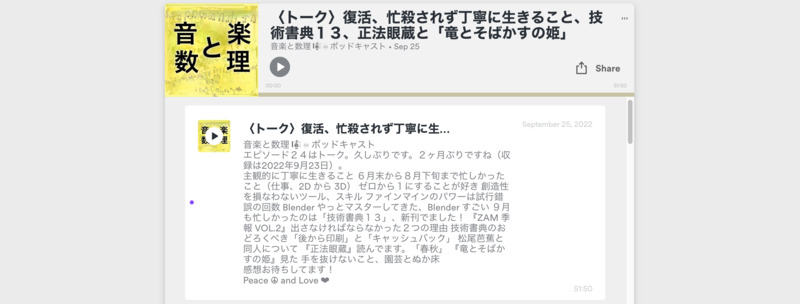 音楽
と
数理
〈トーク〉復活、忙殺されず丁寧に生きること、技
術書典１３、正法眼蔵と「竜とそばかすの姫」
音楽と数理🎼＝ポッドキャスト • Sep 25
Share
00:00
51:50
〈トーク〉復活、忙殺されず丁寧に生...
September 25, 2022
音楽と数理🎼＝ポッドキャスト
エピソード２４はトーク。久しぶりです。２ヶ月ぶりですね（収
録は2022年9月23日）。
主観的に丁寧に生きること ６月末から８月下旬まで忙しかった
こと（仕事、2D から 3D） ゼロから１にすることが好き 創造性
を損なわないツール、スキル ファインマインのパワーは試行錯
誤の回数 Blender やっとマスターしてきた、Blender すごい ９月
も忙しかったのは「技術書典１３」、新刊でました！ 『ZAM 季
報 VOL.2』出さなければならなかった２つの理由 技術書典のお
どろくべき「後から印刷」と「キャッシュバック」 松尾芭蕉と
同人について 『正法眼蔵』読んでます。「春秋」 『竜とそばか
すの姫』見た 手を抜けないこと、園芸とぬか床
感想お待ちしてます！
Peace ☮ and Love ❤
51:50